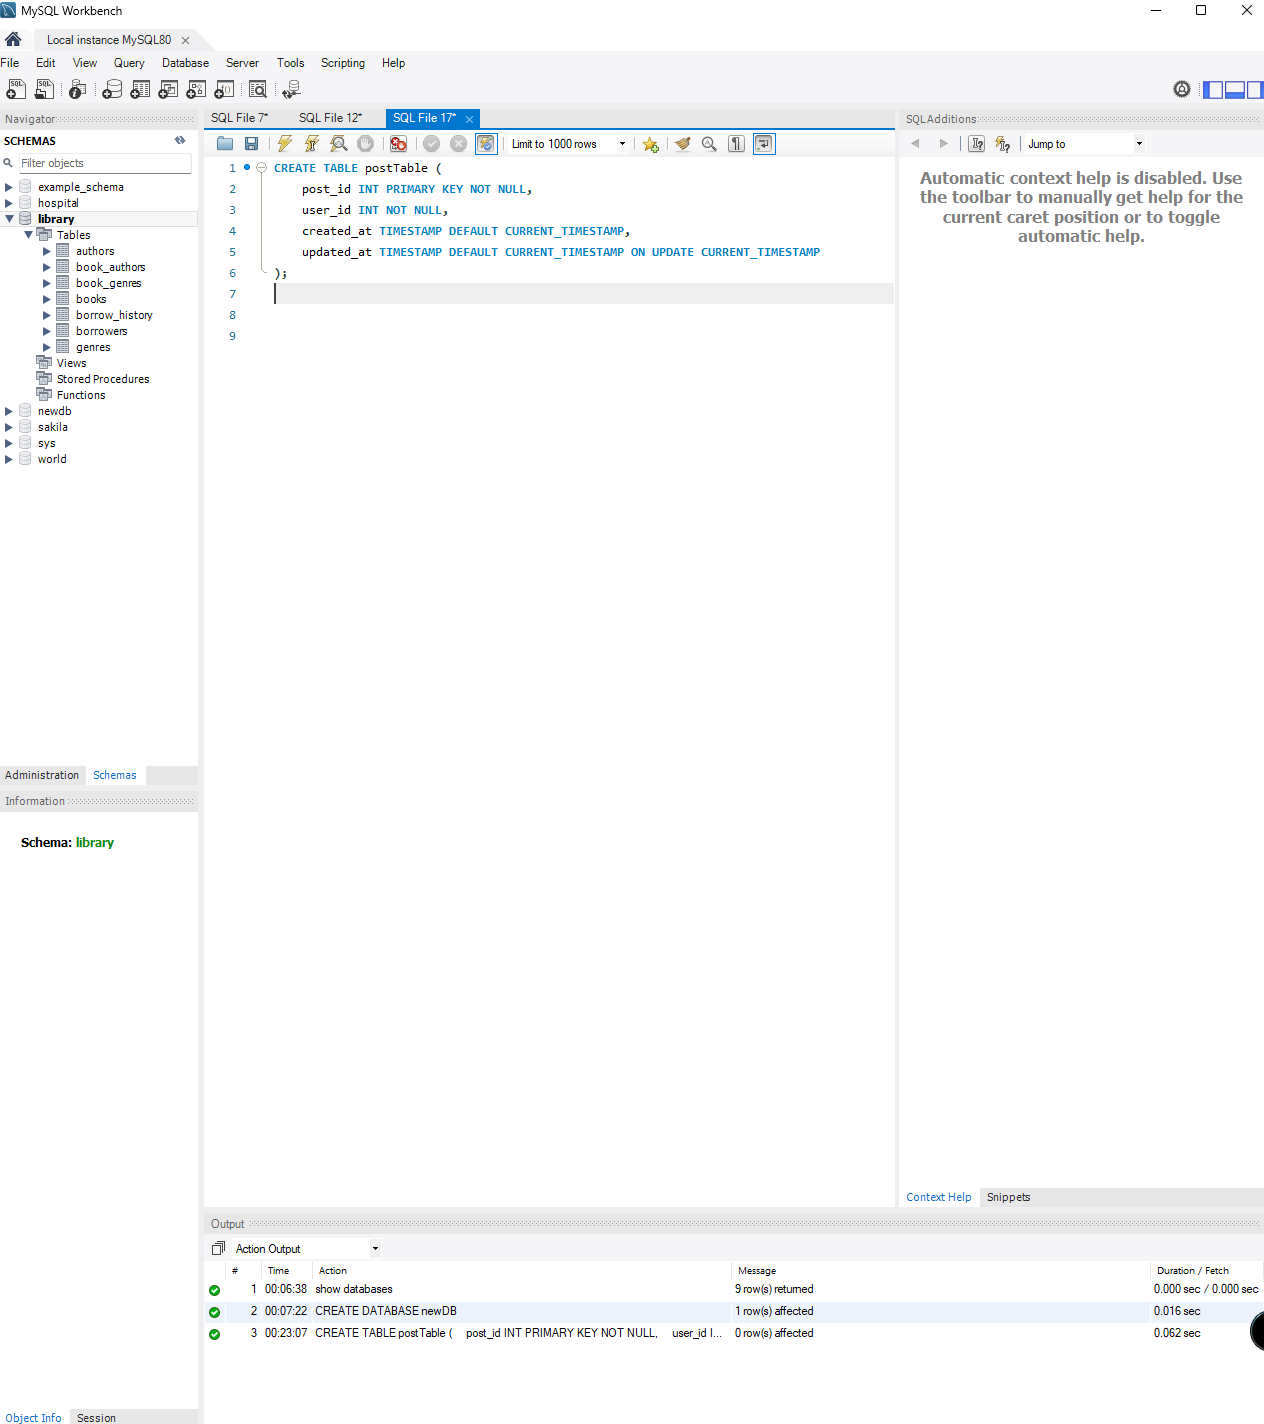 MySQL Workbench
Local instance MySQL80
File Edit View Query Database Server Tools Scripting Help
Navigator
SCHEMAS
Filter objects
example_schema
hospital
library
Tables
authors
book_authors
book_genres
books
borrow_history
borrowers
genres
Views
Stored Procedures
Functions
newdb
sakila
sys
world
Administration Schemas
Information
Schema: library
Object Info Session
SQL File 7* SQL File 12* SQL File 17*
Limit to 1000 rows
1 CREATE TABLE postTable (
2 post_id INT PRIMARY KEY NOT NULL,
3 user_id INT NOT NULL,
4 created_at TIMESTAMP DEFAULT CURRENT_TIMESTAMP,
5 updated_at TIMESTAMP DEFAULT CURRENT_TIMESTAMP ON UPDATE CURRENT_TIMESTAMP
6 );
7
8
9
SQLAdditions
Jump to
Automatic context help is disabled. Use
the toolbar to manually get help for the
current caret position or to toggle
automatic help.
Context Help Snippets
Output
Action Output
# Time Action Message Duration / Fetch
1 00:06:38 show databases 9 row(s) returned 0.000 sec / 0.000 sec
2 00:07:22 CREATE DATABASE newDB 1 row(s) affected 0.016 sec
3 00:23:07 CREATE TABLE postTable ( post_id INT PRIMARY KEY NOT NULL, user_id I... 0 row(s) affected 0.062 sec